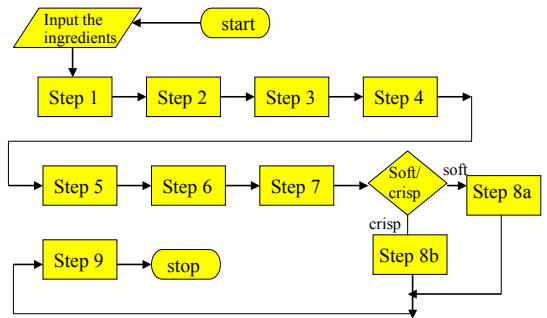 Input the
ingredients
start
Step 1
Step 2
Step 3
Step 4
Step 5
Step 6
Step 7
Soft/
crisp
soft
Step 8a
crisp
Step 8b
Step 9
stop